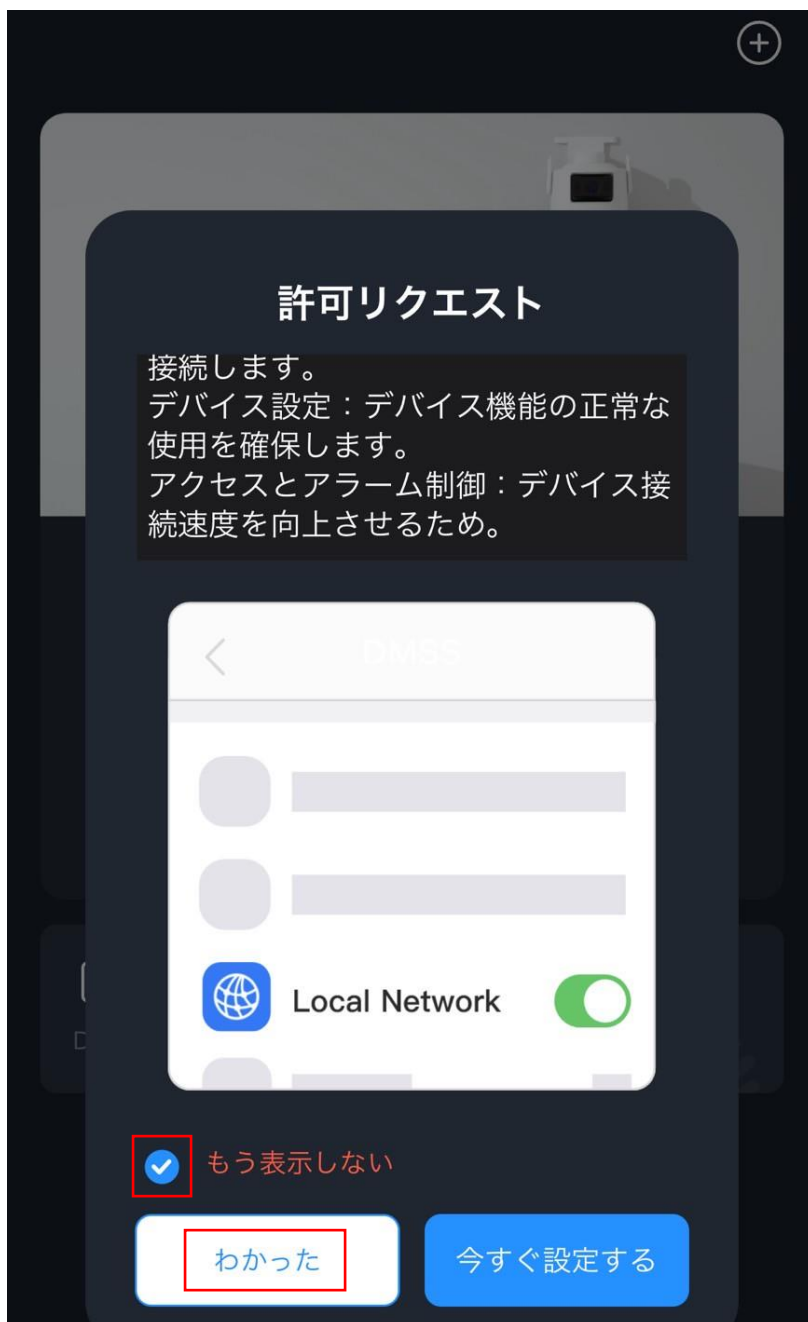 許可リクエスト
接続します。
デバイス設定：デバイス機能の正常な
使用を確保します。
アクセスとアラーム制御：デバイス接
続速度を向上させるため。
DMSS
Local Network
もう表示しない
わかった
今すぐ設定する